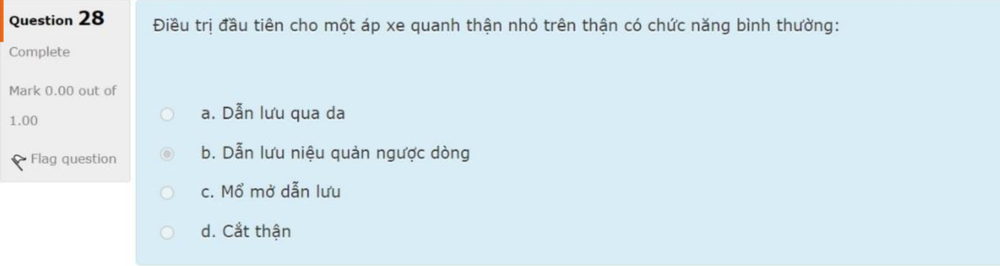 Question 28
Complete
Mark 0.00 out of
1.00
Flag question
Điều trị đầu tiên cho một áp xe quanh thận nhỏ trên thận có chức năng bình thường:
a. Dẫn lưu qua da
b. Dẫn lưu niệu quản ngược dòng
c. Mổ mở dẫn lưu
d. Cắt thận